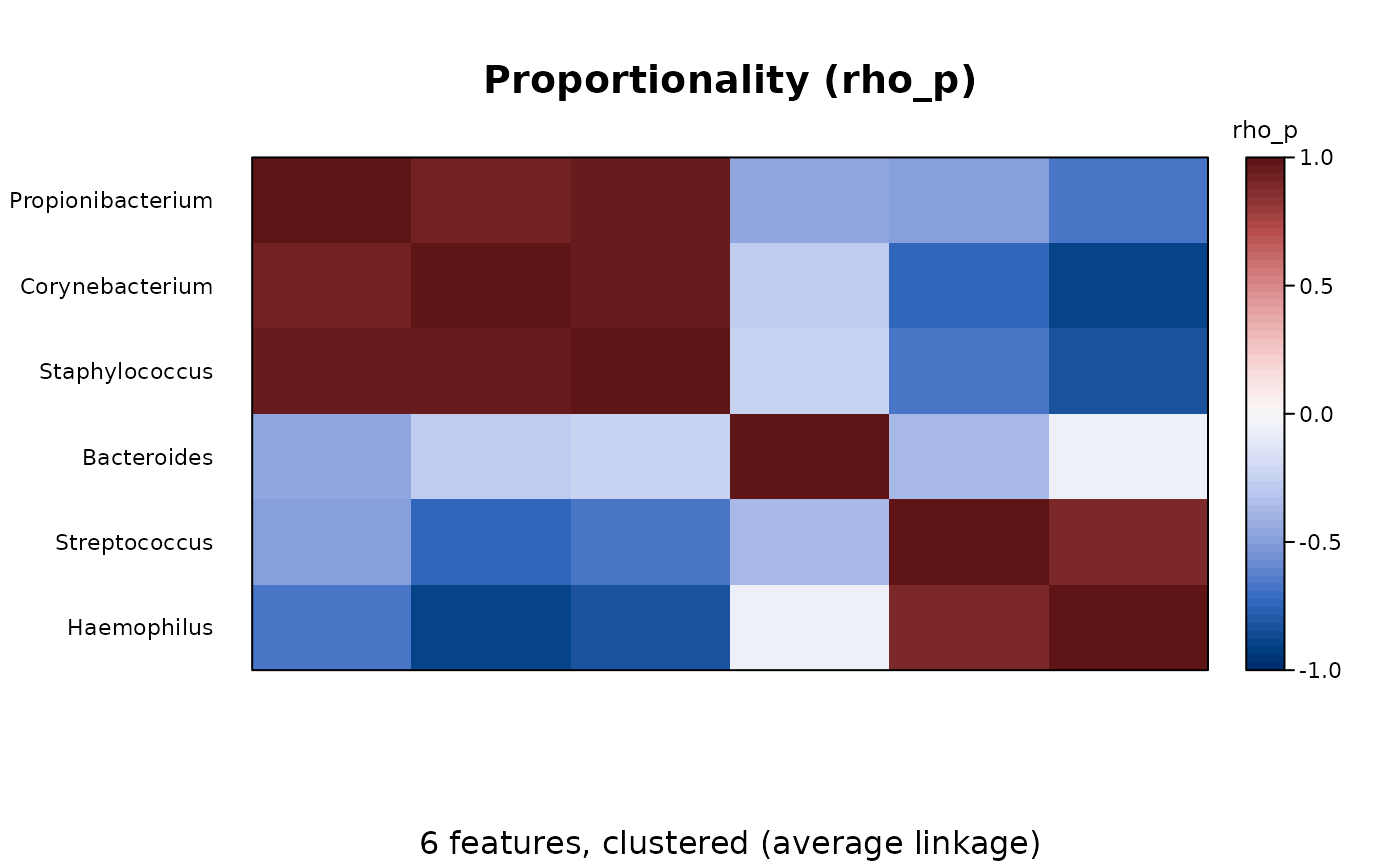 Proportionality (rho_p)
rho_p
Propionibacterium
Corynebacterium
Staphylococcus
Bacteroides
Streptococcus
Haemophilus
1.0
0.5
0.0
-0.5
-1.0
6 features, clustered (average linkage)